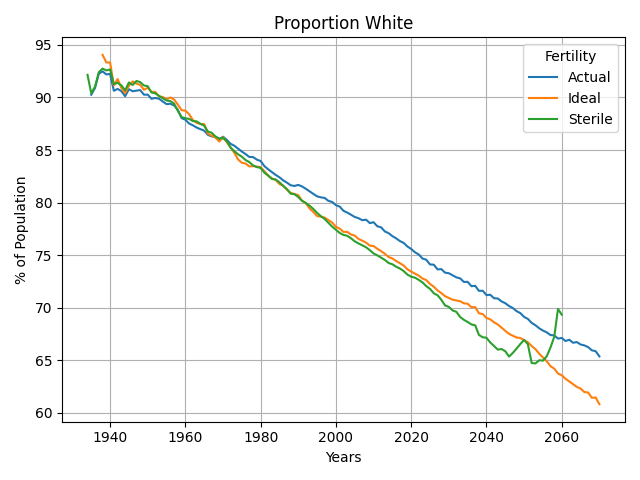 Proportion White
% of Population
95
90
85
80
75
70
65
60
Fertility
Actual
Ideal
Sterile
1940
1960
1980
2000
2020
2040
2060
Years